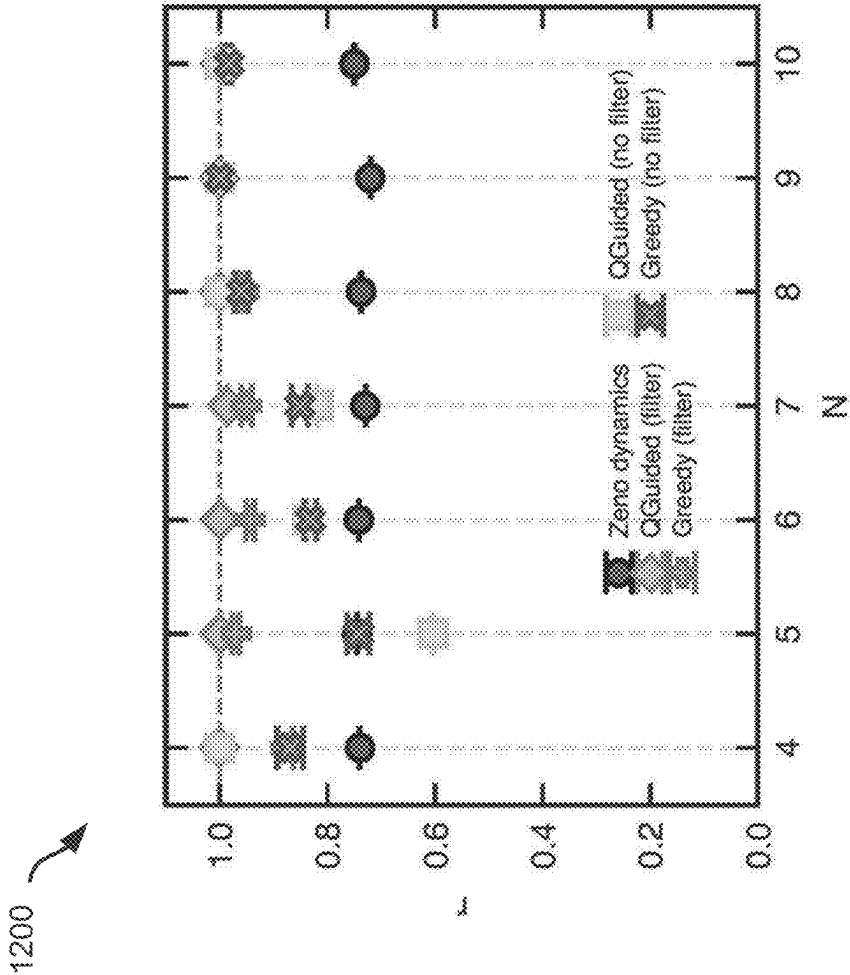 1200
r
1.0
0.8
0.6
0.4
0.2
0.0
4
5
6
7
8
9
10
N
Zeno dynamics
QGuided (filter)
Greedy (filter)
QGuided (no filter)
Greedy (no filter)